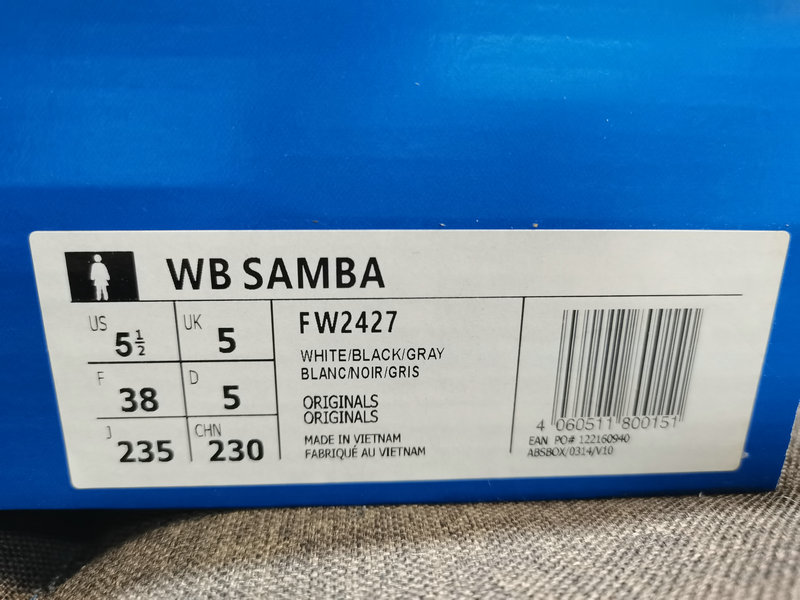 WB SAMBA
US 5½ UK 5
F 38 D 5
J 235 CHN 230
FW2427
WHITE/BLACK/GRAY
BLANC/NOIR/GRIS
ORIGINALS
ORIGINALS
MADE IN VIETNAM
FABRIQUÉ AU VIETNAM
4 060511 800151
EAN PO# 122160940
ABSBOX/0314/V10